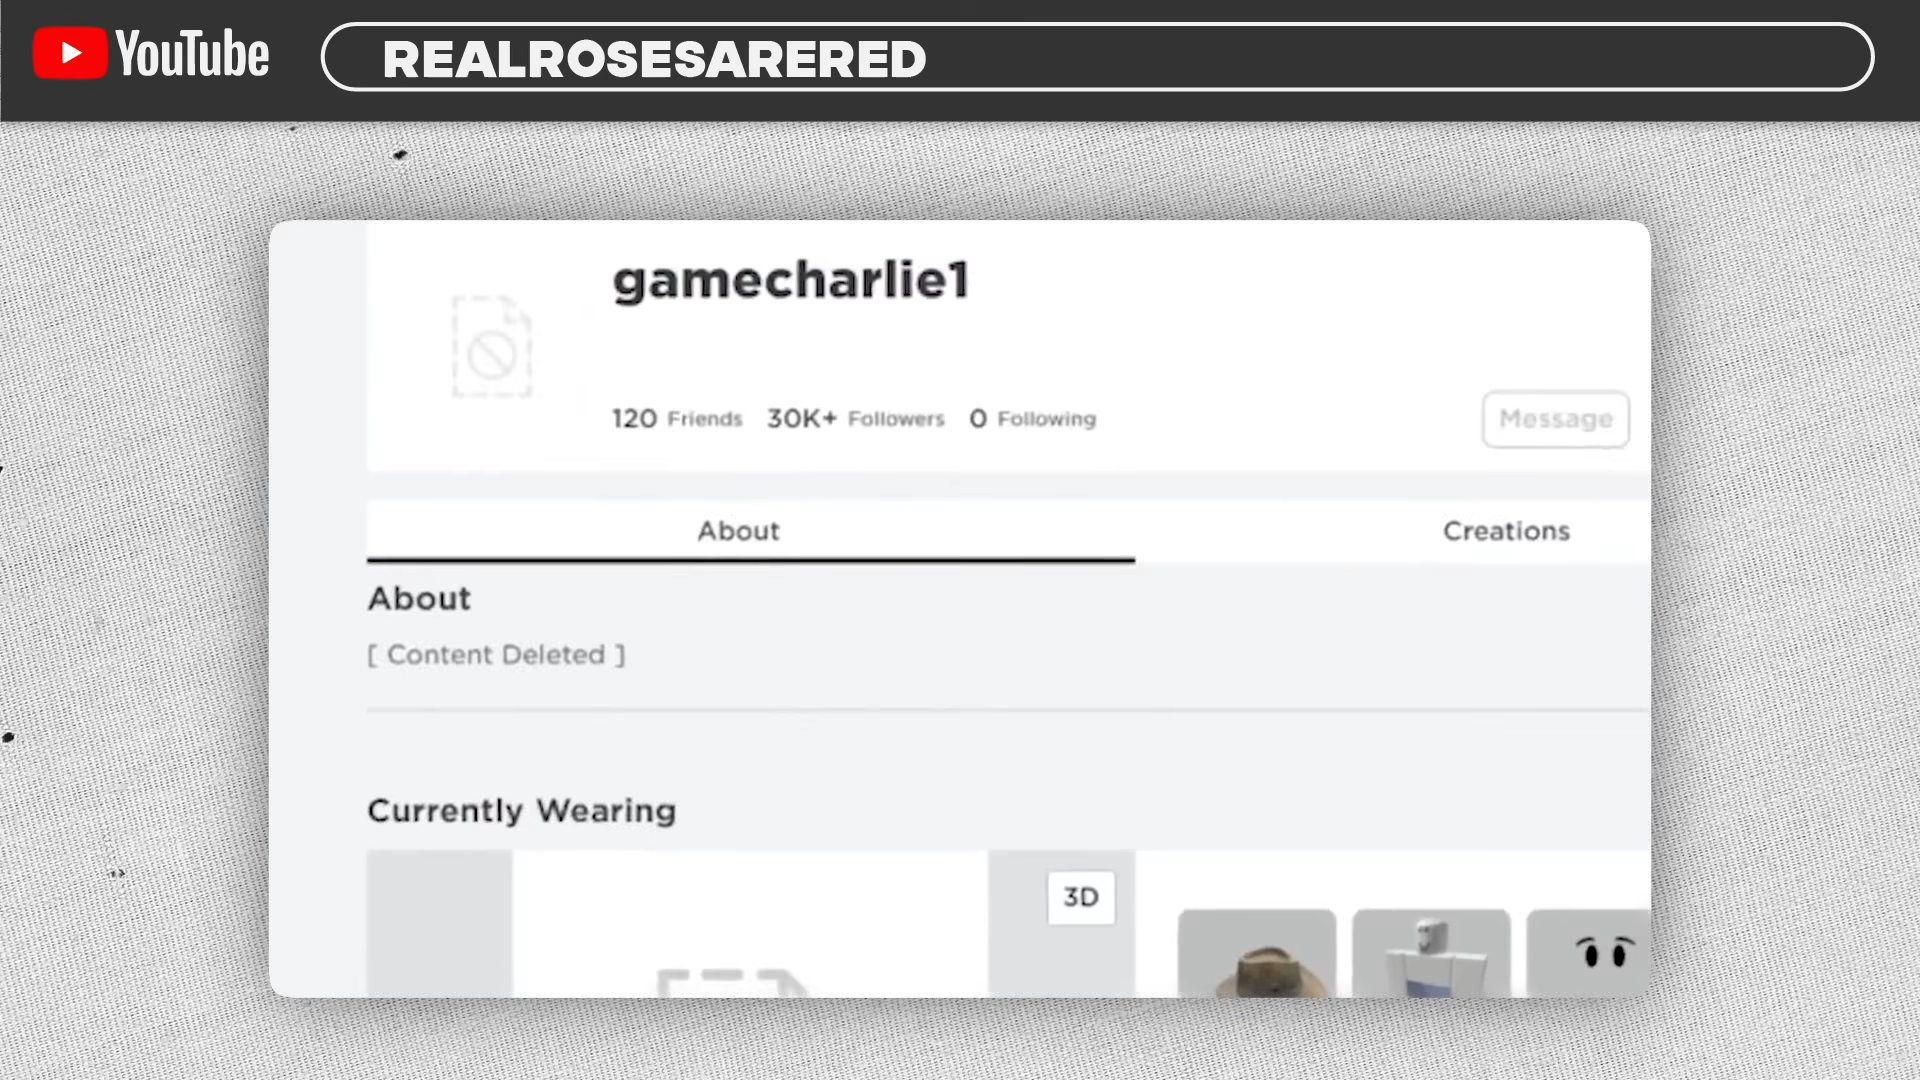 YouTube REALROSESARERED
gamecharlie1
120 Friends 30K+ Followers 0 Following
Message
About Creations
About
[ Content Deleted ]
Currently Wearing
3D